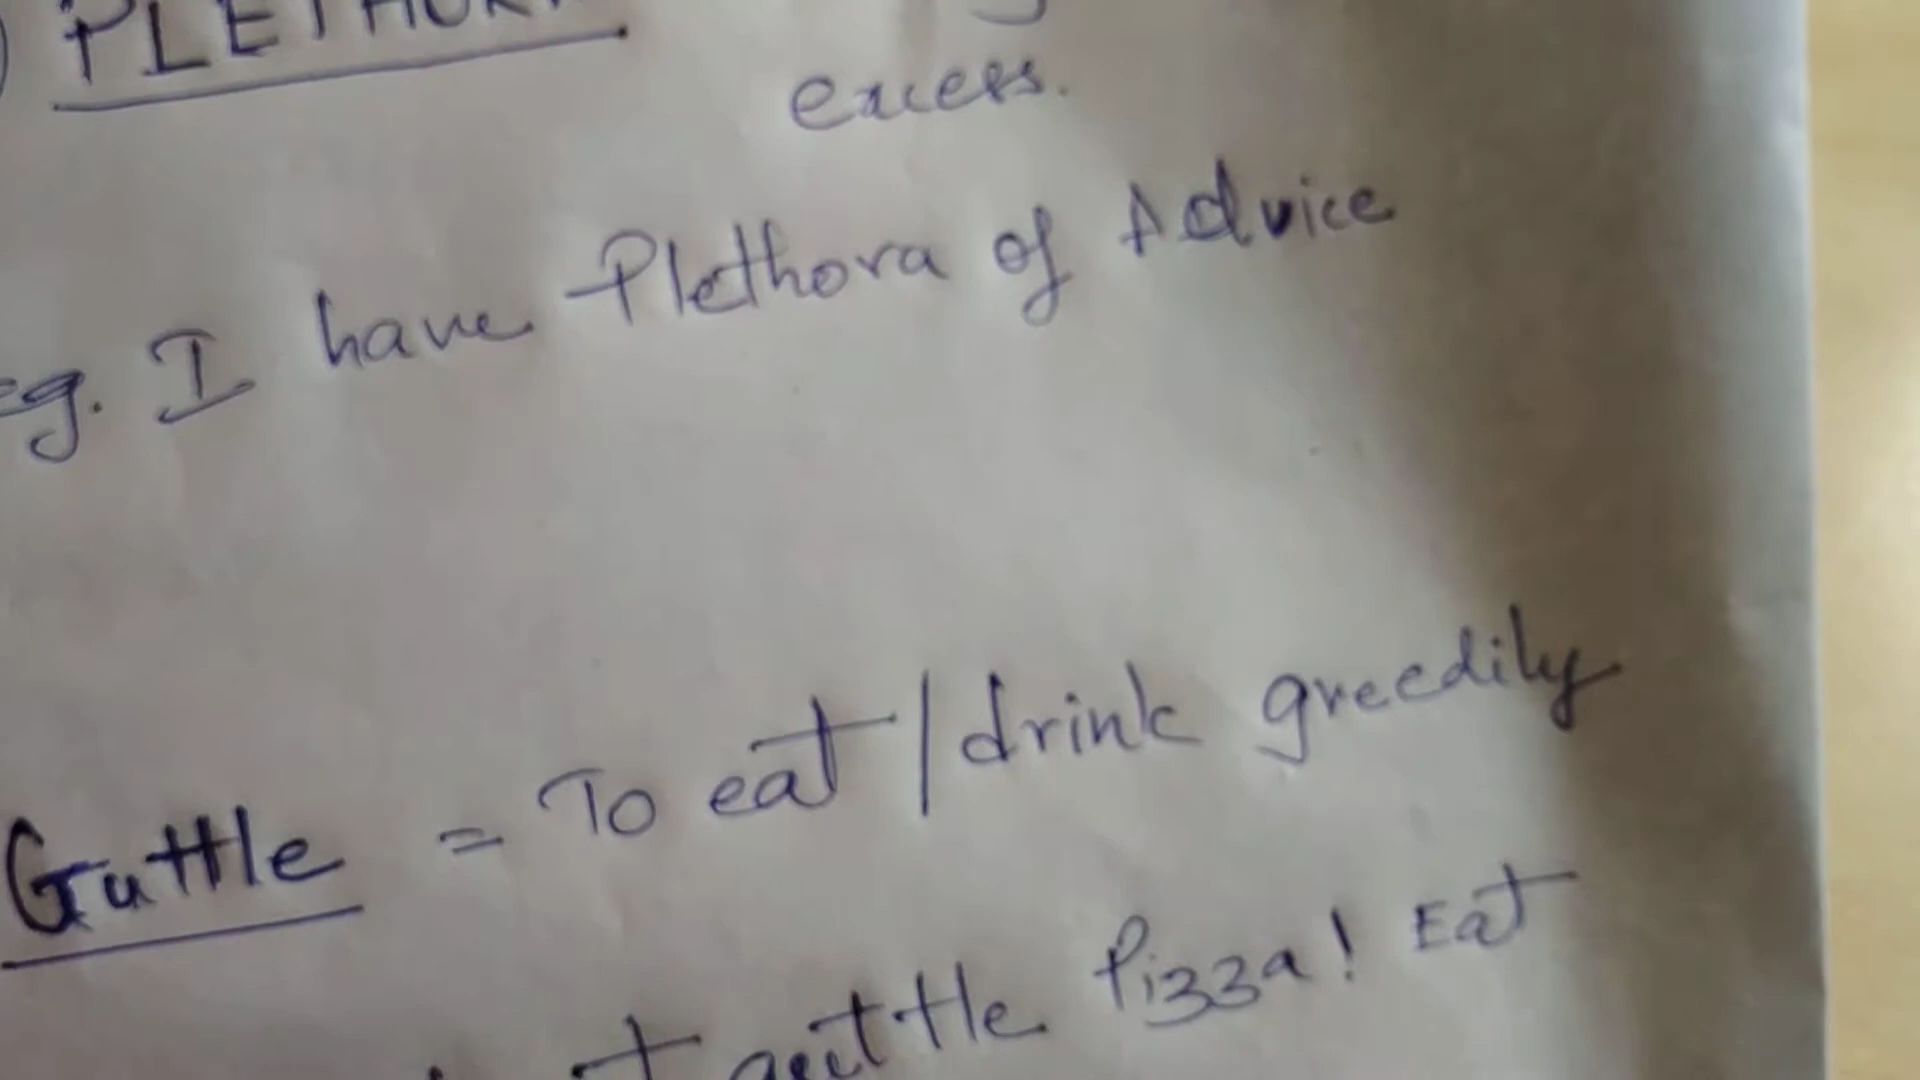 PLETHORA
excess.
eg. I have Plethora of Advice
Guttle = To eat/drink greedily
guttle Pizza! Eat